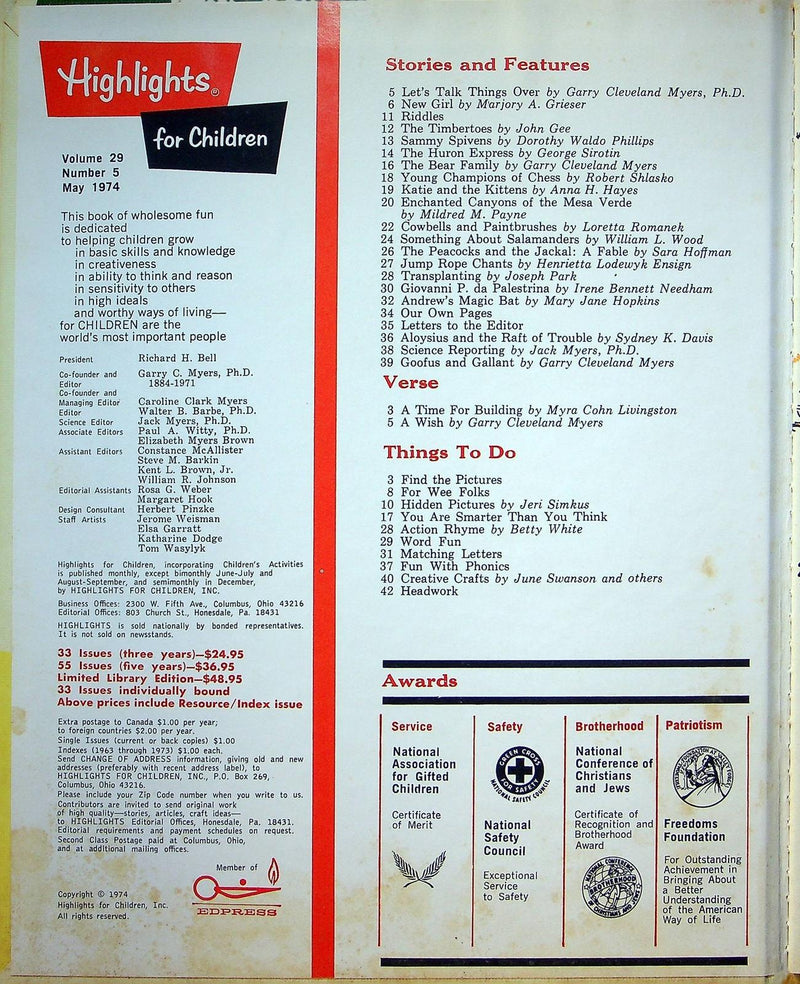 Highlights®
for Children
Volume 29
Number 5
May 1974
This book of wholesome fun
is dedicated
to helping children grow
in basic skills and knowledge
in creativeness
in ability to think and reason
in sensitivity to others
in high ideals
and worthy ways of living—
for CHILDREN are the
world's most important people
President Richard H. Bell
Co-founder and Garry C. Myers, Ph.D.
Editor 1884-1971
Co-founder and
Managing Editor Caroline Clark Myers
Editor Walter B. Barbe, Ph.D.
Science Editor Jack Myers, Ph.D.
Associate Editors Paul A. Witty, Ph.D.
Elizabeth Myers Brown
Assistant Editors Constance McAllister
Steve M. Barkin
Kent L. Brown, Jr.
William R. Johnson
Editorial Assistants Rosa G. Weber
Margaret Hook
Design Consultant Herbert Pinzke
Staff Artists Jerome Weisman
Elsa Garratt
Katharine Dodge
Tom Wasylyk
Highlights for Children, incorporating Children's Activities
is published monthly, except bimonthly June-July and
August-September, and semimonthly in December,
by HIGHLIGHTS FOR CHILDREN, INC.
Business Offices: 2300 W. Fifth Ave., Columbus, Ohio 43216
Editorial Offices: 803 Church St., Honesdale, Pa. 18431
HIGHLIGHTS is sold nationally by bonded representatives.
It is not sold on newsstands.
33 Issues (three years)—$24.95
55 Issues (five years)—$36.95
Limited Library Edition—$48.95
33 Issues individually bound
Above prices include Resource/Index issue
Extra postage to Canada $1.00 per year;
to foreign countries $2.00 per year.
Single Issues (current or back copies) $1.00
Indexes (1963 through 1973) $1.00 each.
Send CHANGE OF ADDRESS information, giving old and new
addresses (preferably with recent address label), to
HIGHLIGHTS FOR CHILDREN, INC., P.O. Box 269,
Columbus, Ohio 43216.
Please include your Zip Code number when you write to us.
Contributors are invited to send original work
of high quality—stories, articles, craft ideas—
to HIGHLIGHTS Editorial Offices, Honesdale, Pa. 18431.
Editorial requirements and payment schedules on request.
Second Class Postage paid at Columbus, Ohio,
and at additional mailing offices.
Member of
EDPRESS
Copyright © 1974
Highlights for Children, Inc.
All rights reserved.
Stories and Features
5 Let's Talk Things Over by Garry Cleveland Myers, Ph.D.
6 New Girl by Marjory A. Grieser
11 Riddles
12 The Timbertoes by John Gee
13 Sammy Spivens by Dorothy Waldo Phillips
14 The Huron Express by George Sirotin
16 The Bear Family by Garry Cleveland Myers
18 Young Champions of Chess by Robert Shlasko
19 Katie and the Kittens by Anna H. Hayes
20 Enchanted Canyons of the Mesa Verde
by Mildred M. Payne
22 Cowbells and Paintbrushes by Loretta Romanek
24 Something About Salamanders by William L. Wood
26 The Peacocks and the Jackal: A Fable by Sara Hoffman
27 Jump Rope Chants by Henrietta Lodewyk Ensign
28 Transplanting by Joseph Park
30 Giovanni P. da Palestrina by Irene Bennett Needham
32 Andrew's Magic Bat by Mary Jane Hopkins
34 Our Own Pages
35 Letters to the Editor
36 Aloysius and the Raft of Trouble by Sydney K. Davis
38 Science Reporting by Jack Myers, Ph.D.
39 Goofus and Gallant by Garry Cleveland Myers
Verse
3 A Time For Building by Myra Cohn Livingston
5 A Wish by Garry Cleveland Myers
Things To Do
3 Find the Pictures
8 For Wee Folks
10 Hidden Pictures by Jeri Simkus
17 You Are Smarter Than You Think
28 Action Rhyme by Betty White
29 Word Fun
31 Matching Letters
37 Fun With Phonics
40 Creative Crafts by June Swanson and others
42 Headwork
Awards
Service
National
Association
for Gifted
Children
Certificate
of Merit
Safety
GREEN CROSS
FOR SAFETY
NATIONAL SAFETY COUNCIL
National
Safety
Council
Exceptional
Service
to Safety
Brotherhood
National
Conference of
Christians
and Jews
Certificate of
Recognition and
Brotherhood
Award
NATIONAL CONFERENCE
BROTHERHOOD
OF CHRISTIANS AND JEWS
Patriotism
Freedoms
Foundation
For Outstanding
Achievement in
Bringing About
a Better
Understanding
of the American
Way of Life